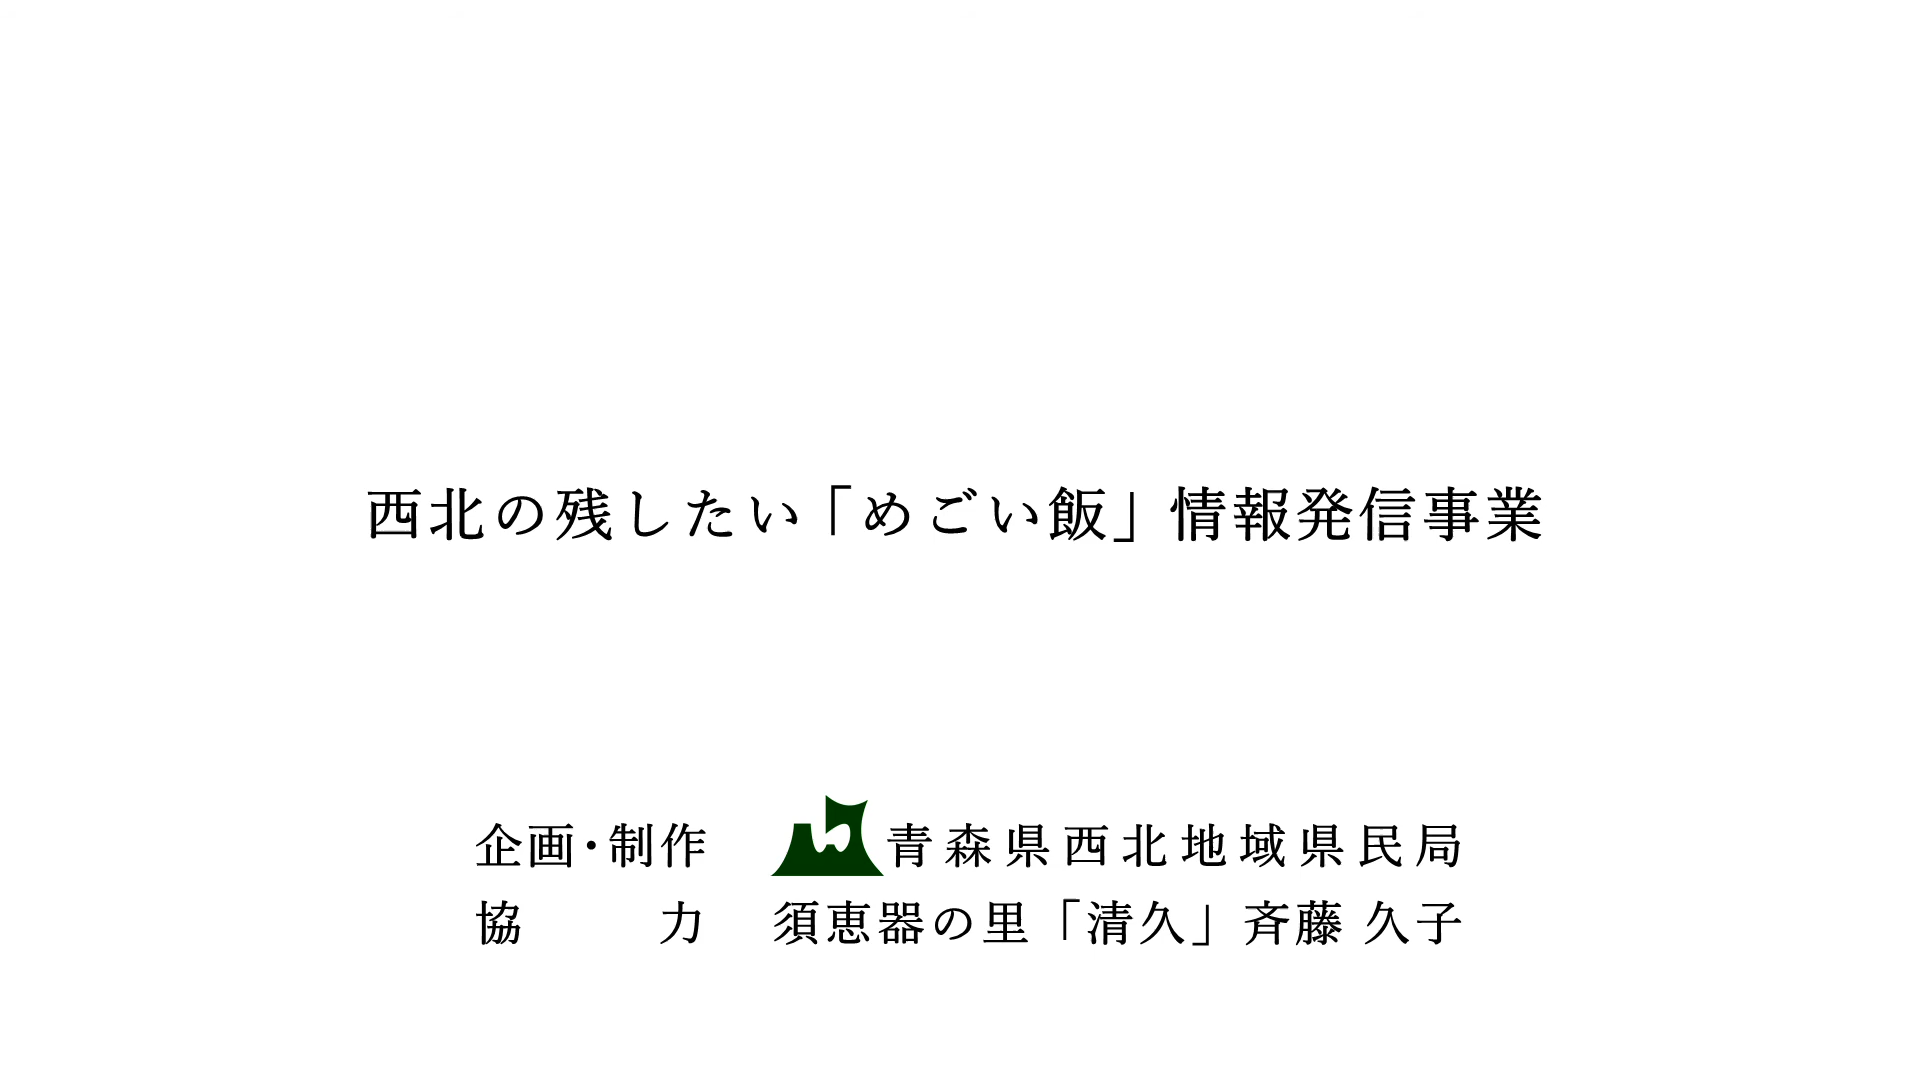 西北の残したい「めごい飯」情報発信事業
企画・制作　青森県西北地域県民局
協　力　須恵器の里「清久」斉藤 久子